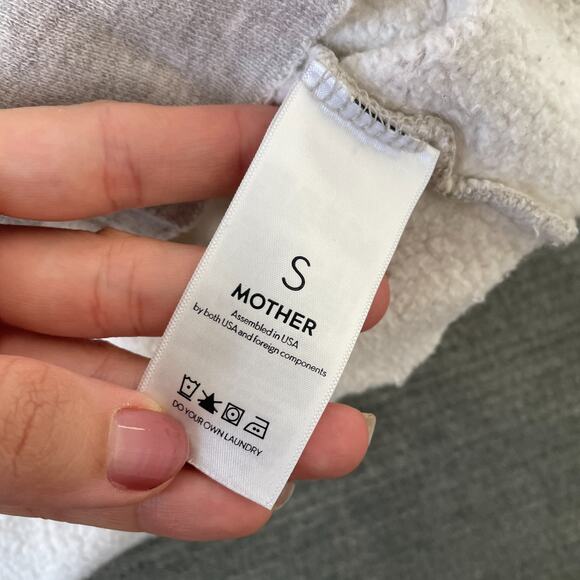 S
MOTHER
Assembled in USA
by both USA and foreign components
DO YOUR OWN LAUNDRY